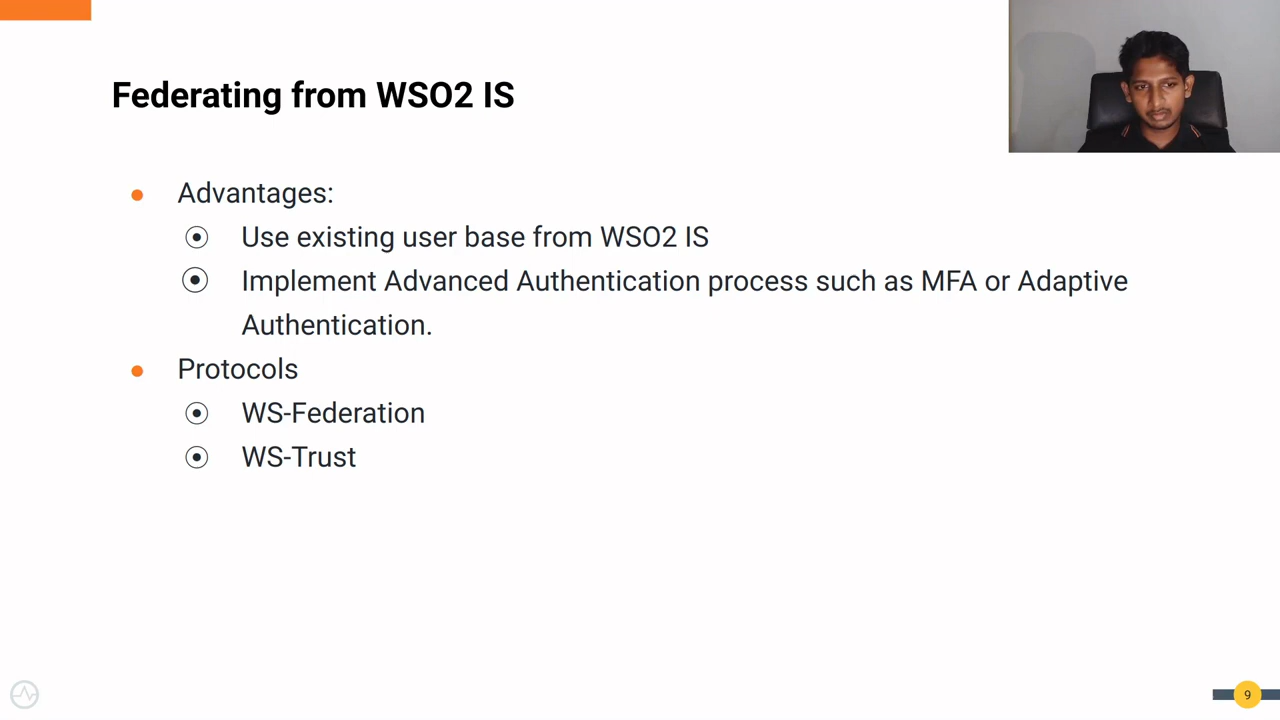 Federating from WSO2 IS
Advantages:
Use existing user base from WSO2 IS
Implement Advanced Authentication process such as MFA or Adaptive
Authentication.
Protocols
WS-Federation
WS-Trust
9